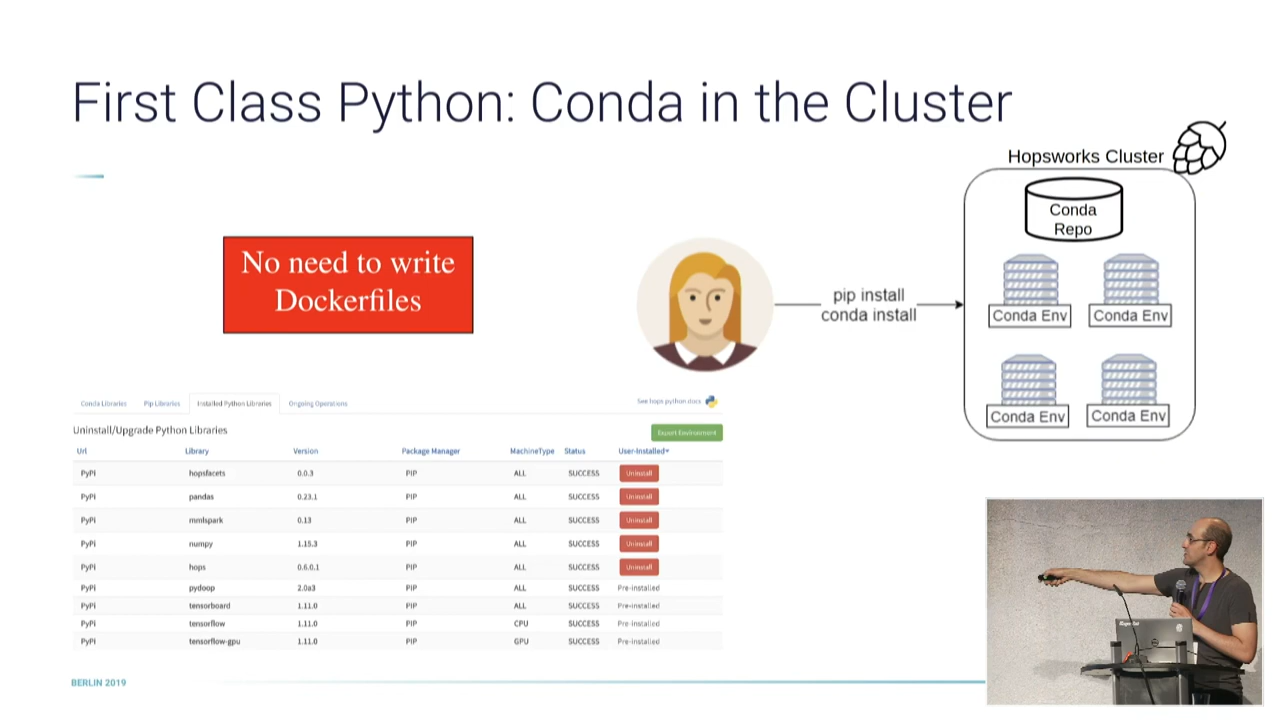 First Class Python: Conda in the Cluster
Hopsworks Cluster
Conda
Repo
No need to write
Dockerfiles
pip install
conda install
Conda Env
Conda Env
Conda Env
Conda Env
Conda Libraries Pip Libraries Installed Python Libraries Ongoing Operations
See hops python docs
Uninstall/Upgrade Python Libraries
Export Environment
Url Library Version Package Manager MachineType Status User-Installed
PyPi hopsfacets 0.0.3 PIP ALL SUCCESS Uninstall
PyPi pandas 0.23.1 PIP ALL SUCCESS Uninstall
PyPi mmlspark 0.13 PIP ALL SUCCESS Uninstall
PyPi numpy 1.15.3 PIP ALL SUCCESS Uninstall
PyPi hops 0.6.0.1 PIP ALL SUCCESS Uninstall
PyPi pydoop 2.0a3 PIP ALL SUCCESS Pre-installed
PyPi tensorboard 1.11.0 PIP ALL SUCCESS Pre-installed
PyPi tensorflow 1.11.0 PIP CPU SUCCESS Pre-installed
PyPi tensorflow-gpu 1.11.0 PIP GPU SUCCESS Pre-installed
BERLIN 2019